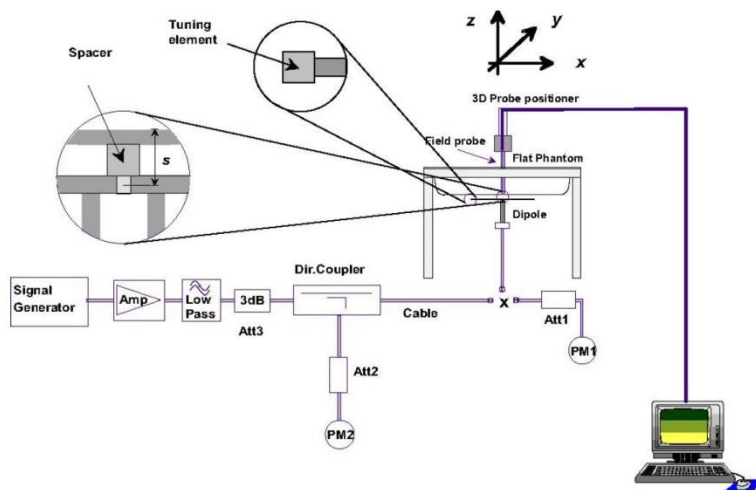 Tuning
element
Spacer
s
z
y
x
3D Probe positioner
Field probe
Flat Phantom
Dipole
Signal
Generator
Amp
Low
Pass
3dB
Att3
Dir.Coupler
Cable
x
Att1
PM1
Att2
PM2